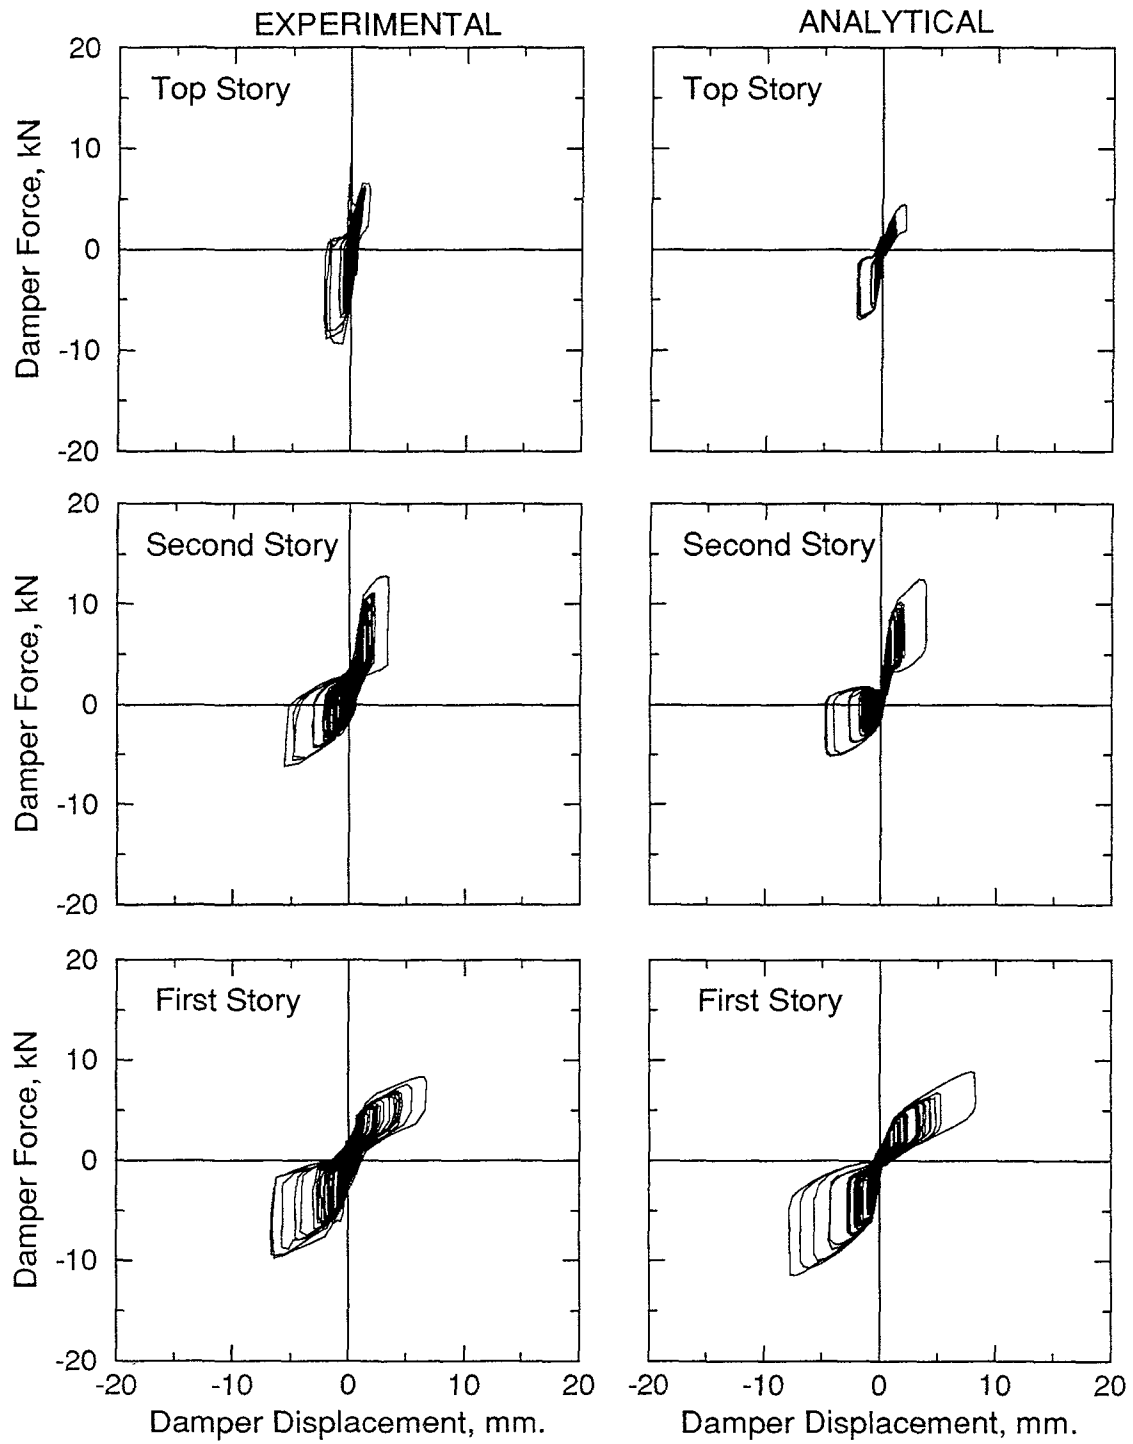 EXPERIMENTAL ANALYTICAL
20
Top Story Top Story
10
Damper Force, kN
0
-10
-20
20
Second Story Second Story
10
Damper Force, kN
0
-10
-20
20
First Story First Story
10
Damper Force, kN
0
-10
-20
-20 -10 0 10 20 -20 -10 0 10 20
Damper Displacement, mm. Damper Displacement, mm.